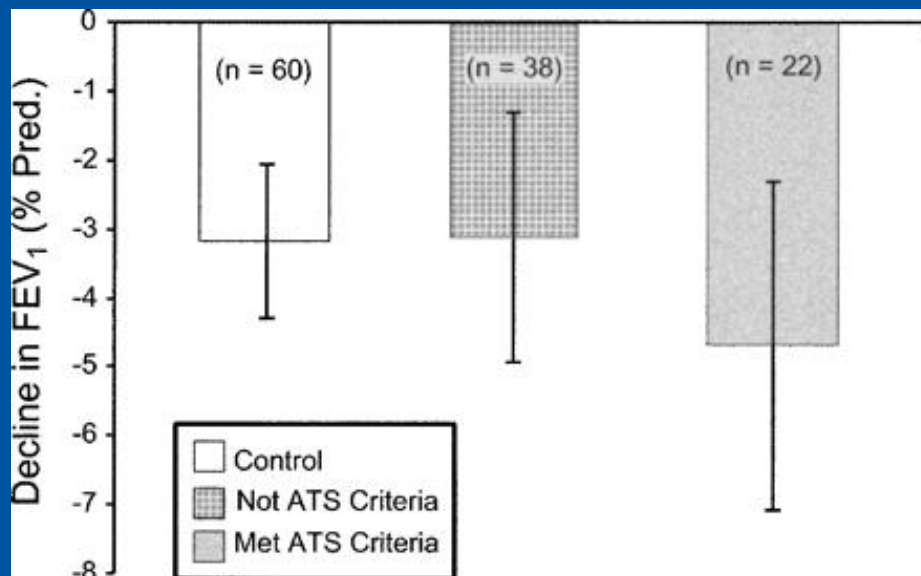 Decline in FEV₁ (% Pred.)
0
-1
-2
-3
-4
-5
-6
-7
-8
(n = 60)
(n = 38)
(n = 22)
Control
Not ATS Criteria
Met ATS Criteria